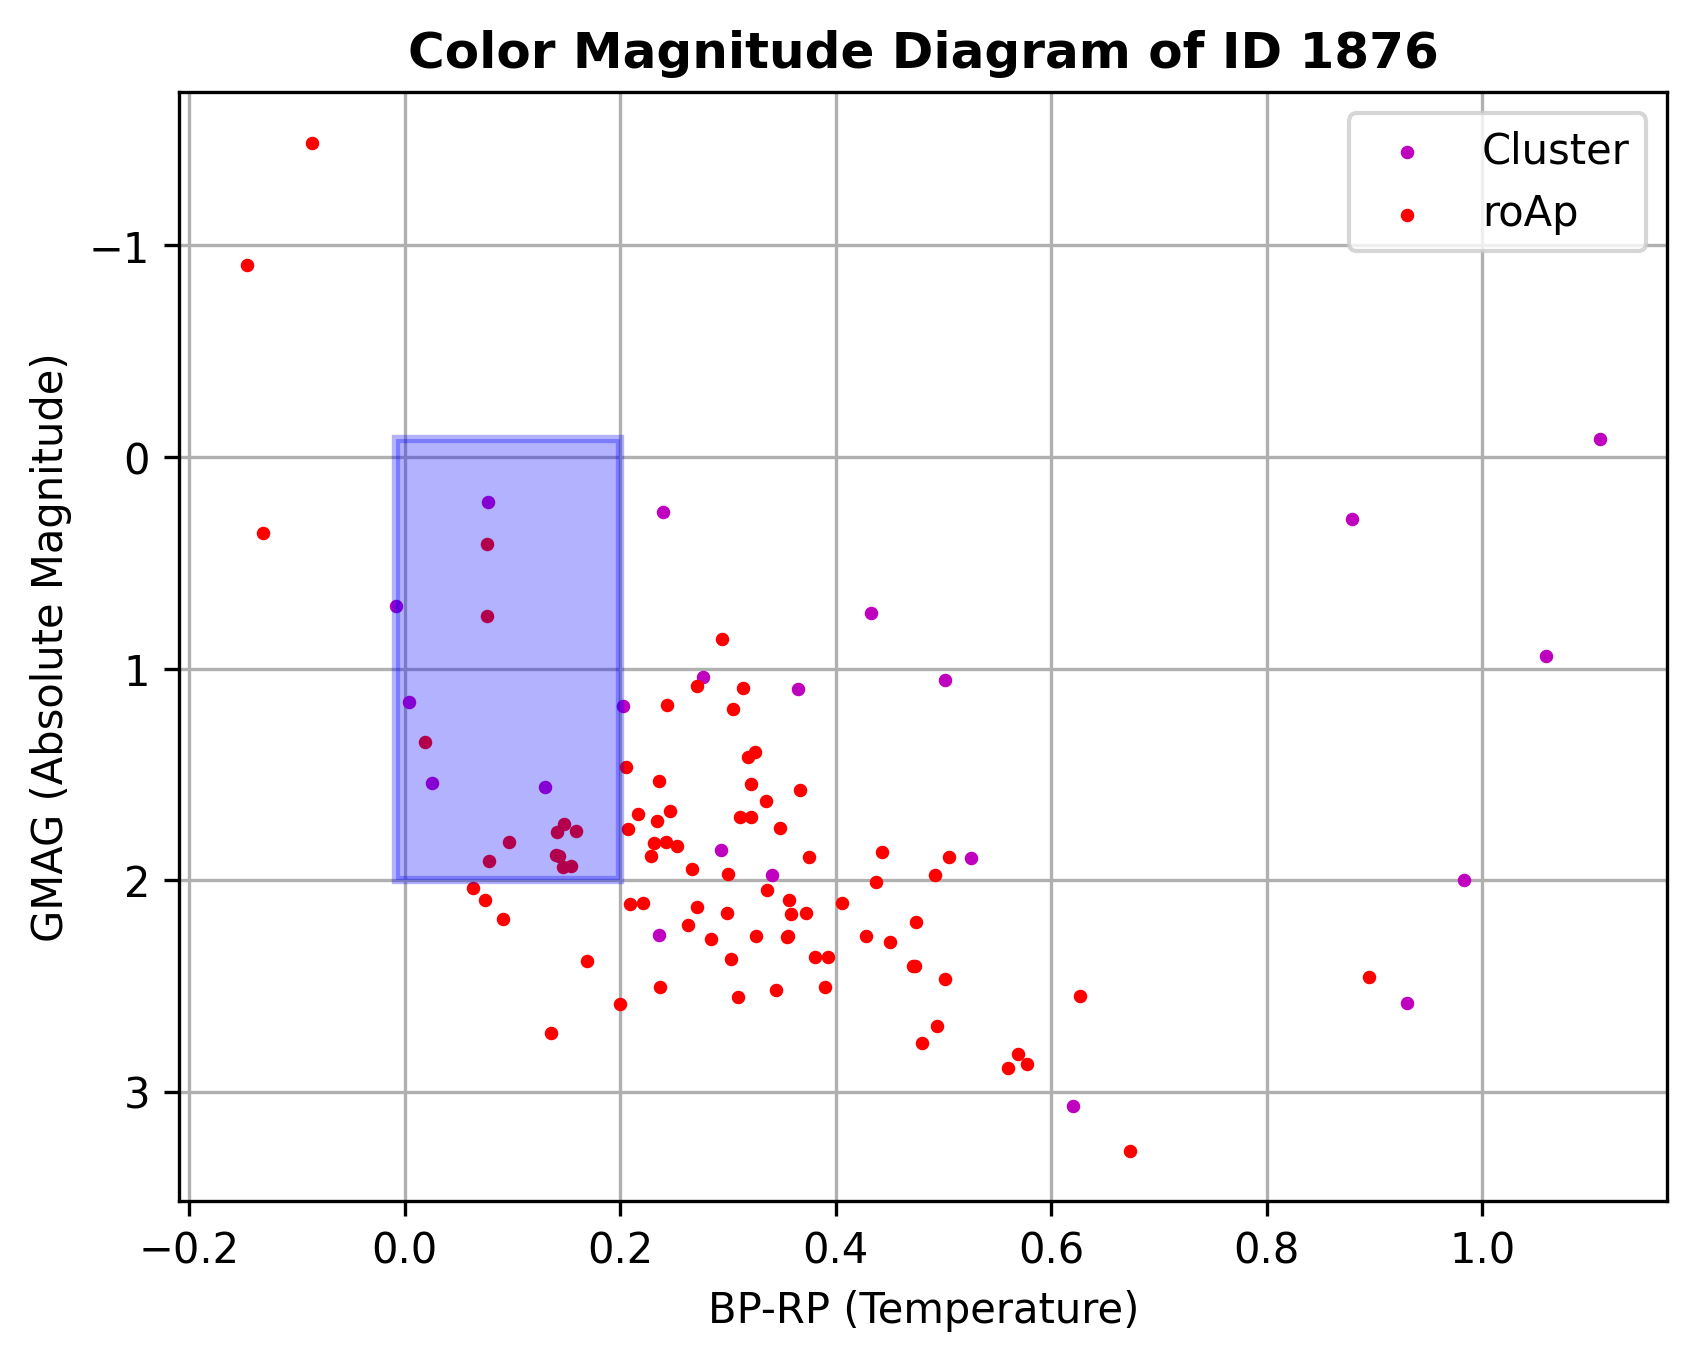 Color Magnitude Diagram of ID 1876
Cluster
roAp
−1
0
1
2
3
GMAG (Absolute Magnitude)
−0.2 0.0 0.2 0.4 0.6 0.8 1.0
BP-RP (Temperature)